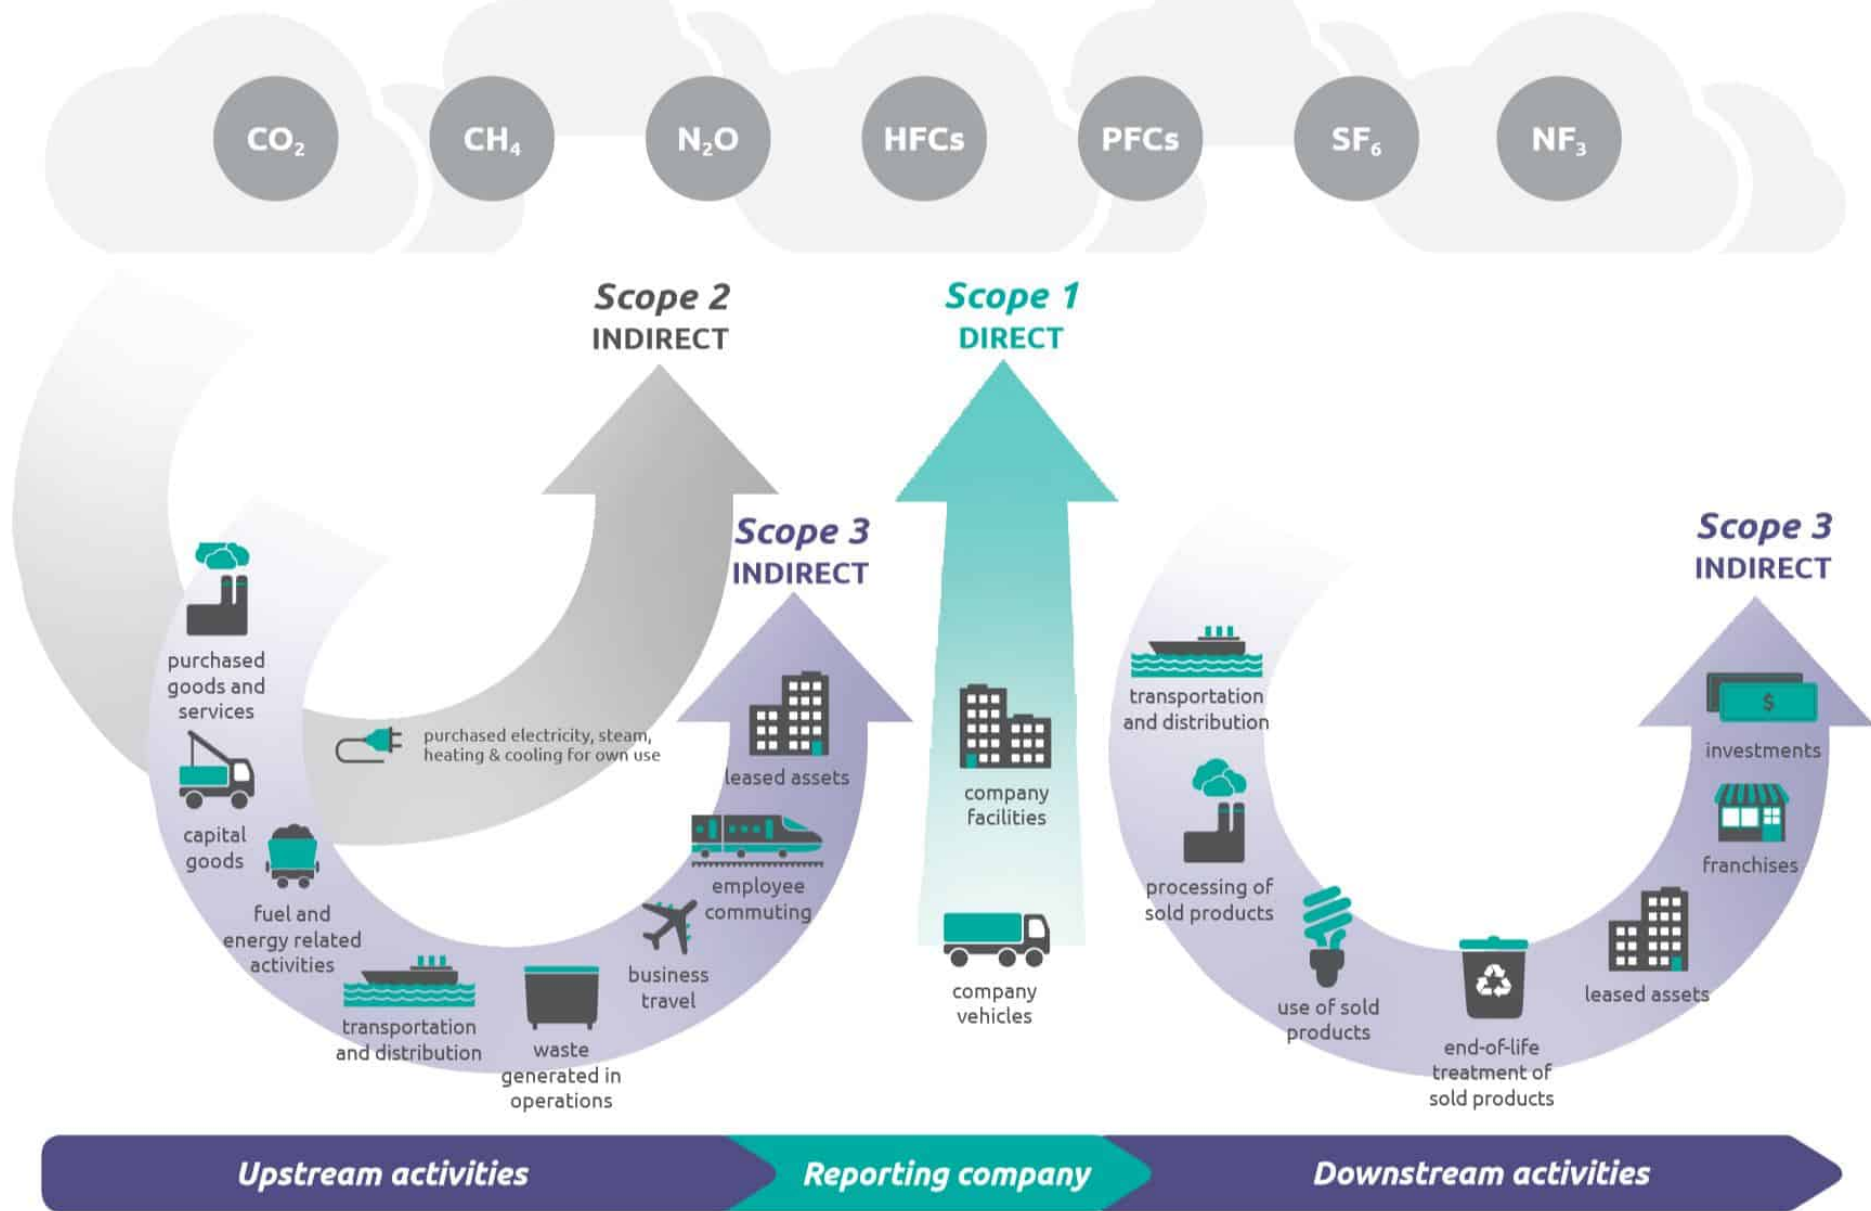 CO₂
CH₄
N₂O
HFCs
PFCs
SF₆
NF₃
Scope 2
INDIRECT
Scope 1
DIRECT
Scope 3
INDIRECT
Scope 3
INDIRECT
purchased
goods and
services
capital
goods
fuel and
energy related
activities
transportation
and distribution
waste
generated in
operations
business
travel
employee
commuting
leased assets
purchased electricity, steam,
heating & cooling for own use
company
facilities
company
vehicles
transportation
and distribution
processing of
sold products
use of sold
products
end-of-life
treatment of
sold products
leased assets
franchises
investments
$
Upstream activities
Reporting company
Downstream activities